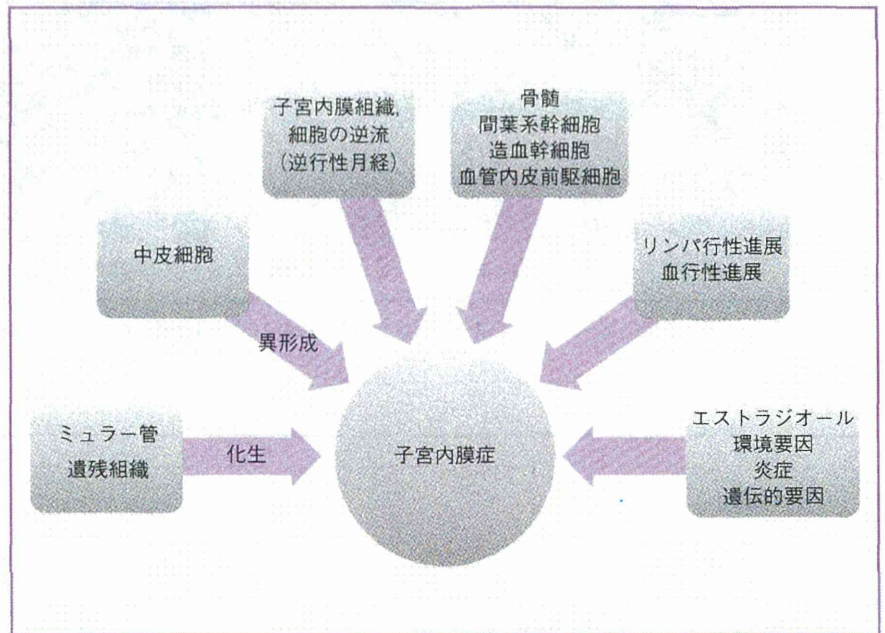 子宮内膜組織,
細胞の逆流
（逆行性月経）
骨髄
間葉系幹細胞
造血幹細胞
血管内皮前駆細胞
中皮細胞
リンパ行性進展
血行性進展
異形成
ミュラー管
遺残組織
化生
子宮内膜症
エストラジオール
環境要因
炎症
遺伝的要因